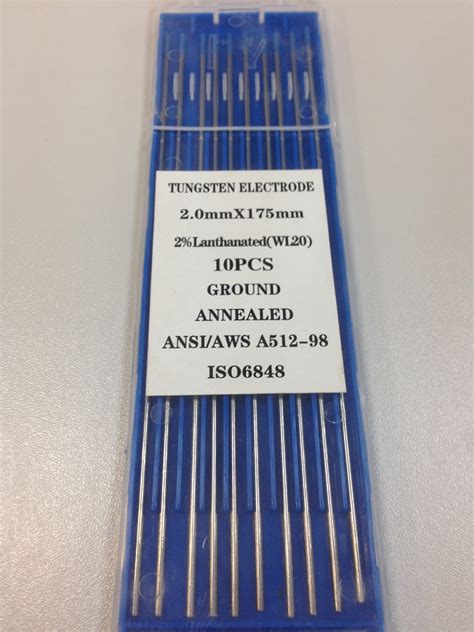 TUNGSTEN ELECTRODE
2.0mmX175mm
2%Lanthanated(WL20)
10PCS
GROUND
ANNEALED
ANSI/AWS A512-98
ISO6848